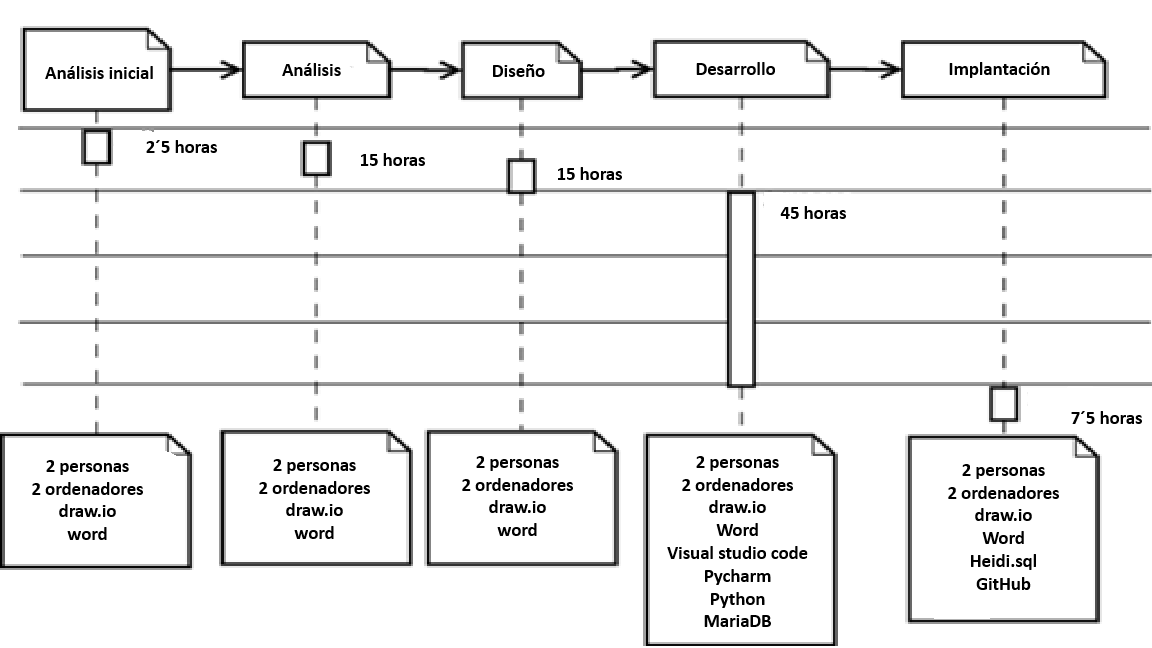 Análisis inicial
Análisis
Diseño
Desarrollo
Implantación
2´5 horas
15 horas
15 horas
45 horas
7´5 horas
2 personas
2 ordenadores
draw.io
word
2 personas
2 ordenadores
draw.io
word
2 personas
2 ordenadores
draw.io
word
2 personas
2 ordenadores
draw.io
Word
Visual studio code
Pycharm
Python
MariaDB
2 personas
2 ordenadores
draw.io
Word
Heidi.sql
GitHub